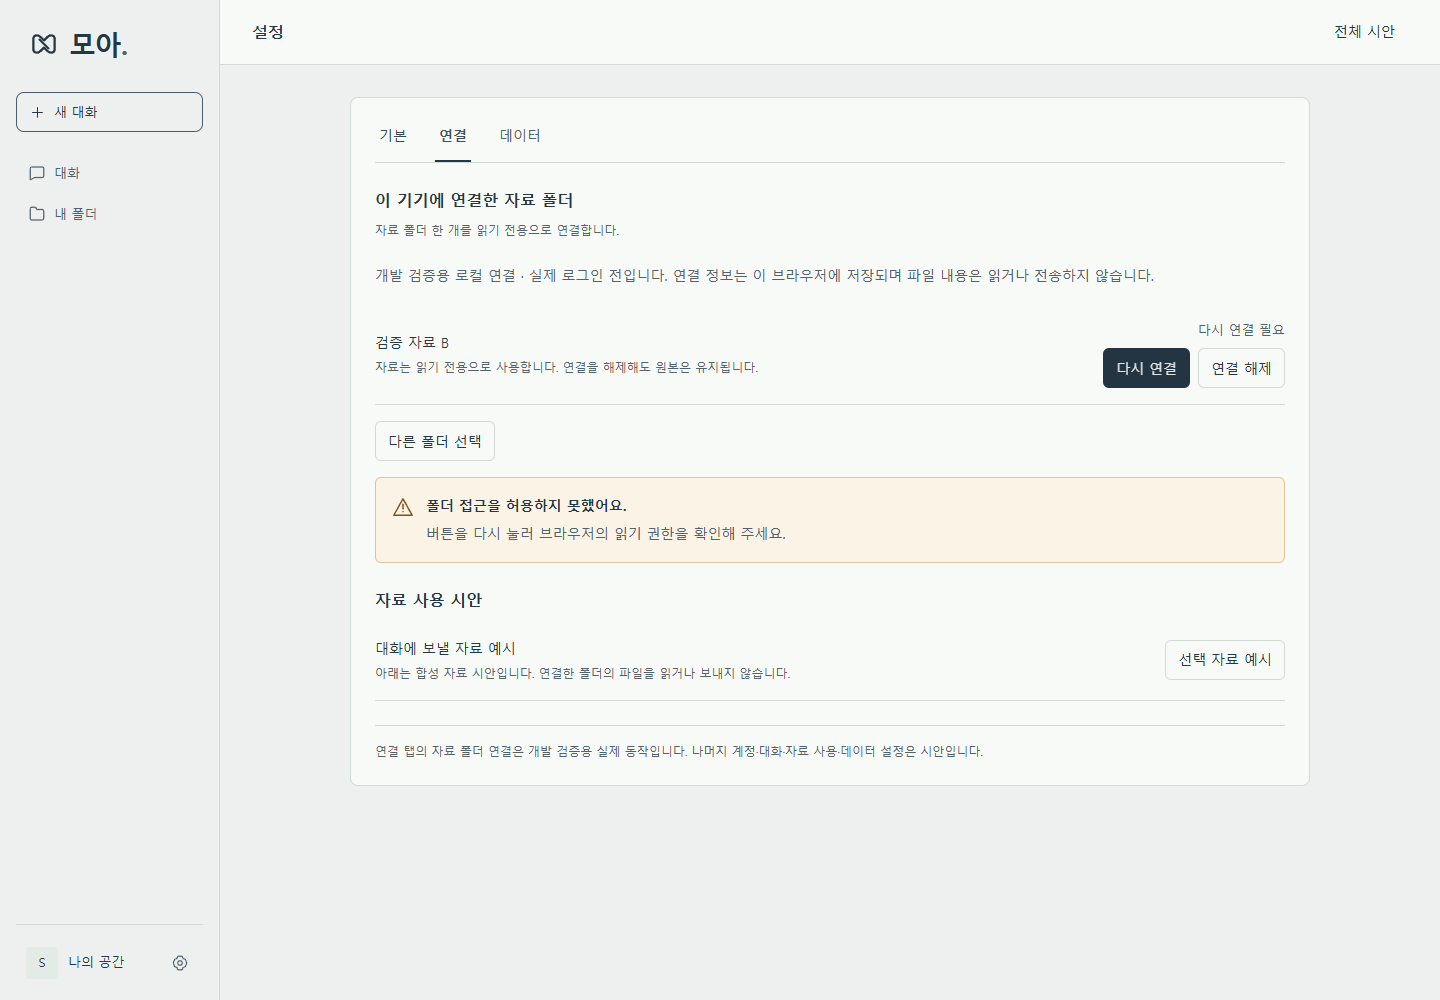 모아.
새 대화
대화
내 폴더
S 나의 공간
설정
전체 시안
기본 연결 데이터
이 기기에 연결한 자료 폴더
자료 폴더 한 개를 읽기 전용으로 연결합니다.
개발 검증용 로컬 연결 · 실제 로그인 전입니다. 연결 정보는 이 브라우저에 저장되며 파일 내용은 읽거나 전송하지 않습니다.
검증 자료 B
자료는 읽기 전용으로 사용합니다. 연결을 해제해도 원본은 유지됩니다.
다시 연결 필요
다시 연결 연결 해제
다른 폴더 선택
폴더 접근을 허용하지 못했어요.
버튼을 다시 눌러 브라우저의 읽기 권한을 확인해 주세요.
자료 사용 시안
대화에 보낼 자료 예시
아래는 합성 자료 시안입니다. 연결한 폴더의 파일을 읽거나 보내지 않습니다.
선택 자료 예시
연결 탭의 자료 폴더 연결은 개발 검증용 실제 동작입니다. 나머지 계정·대화·자료 사용·데이터 설정은 시안입니다.